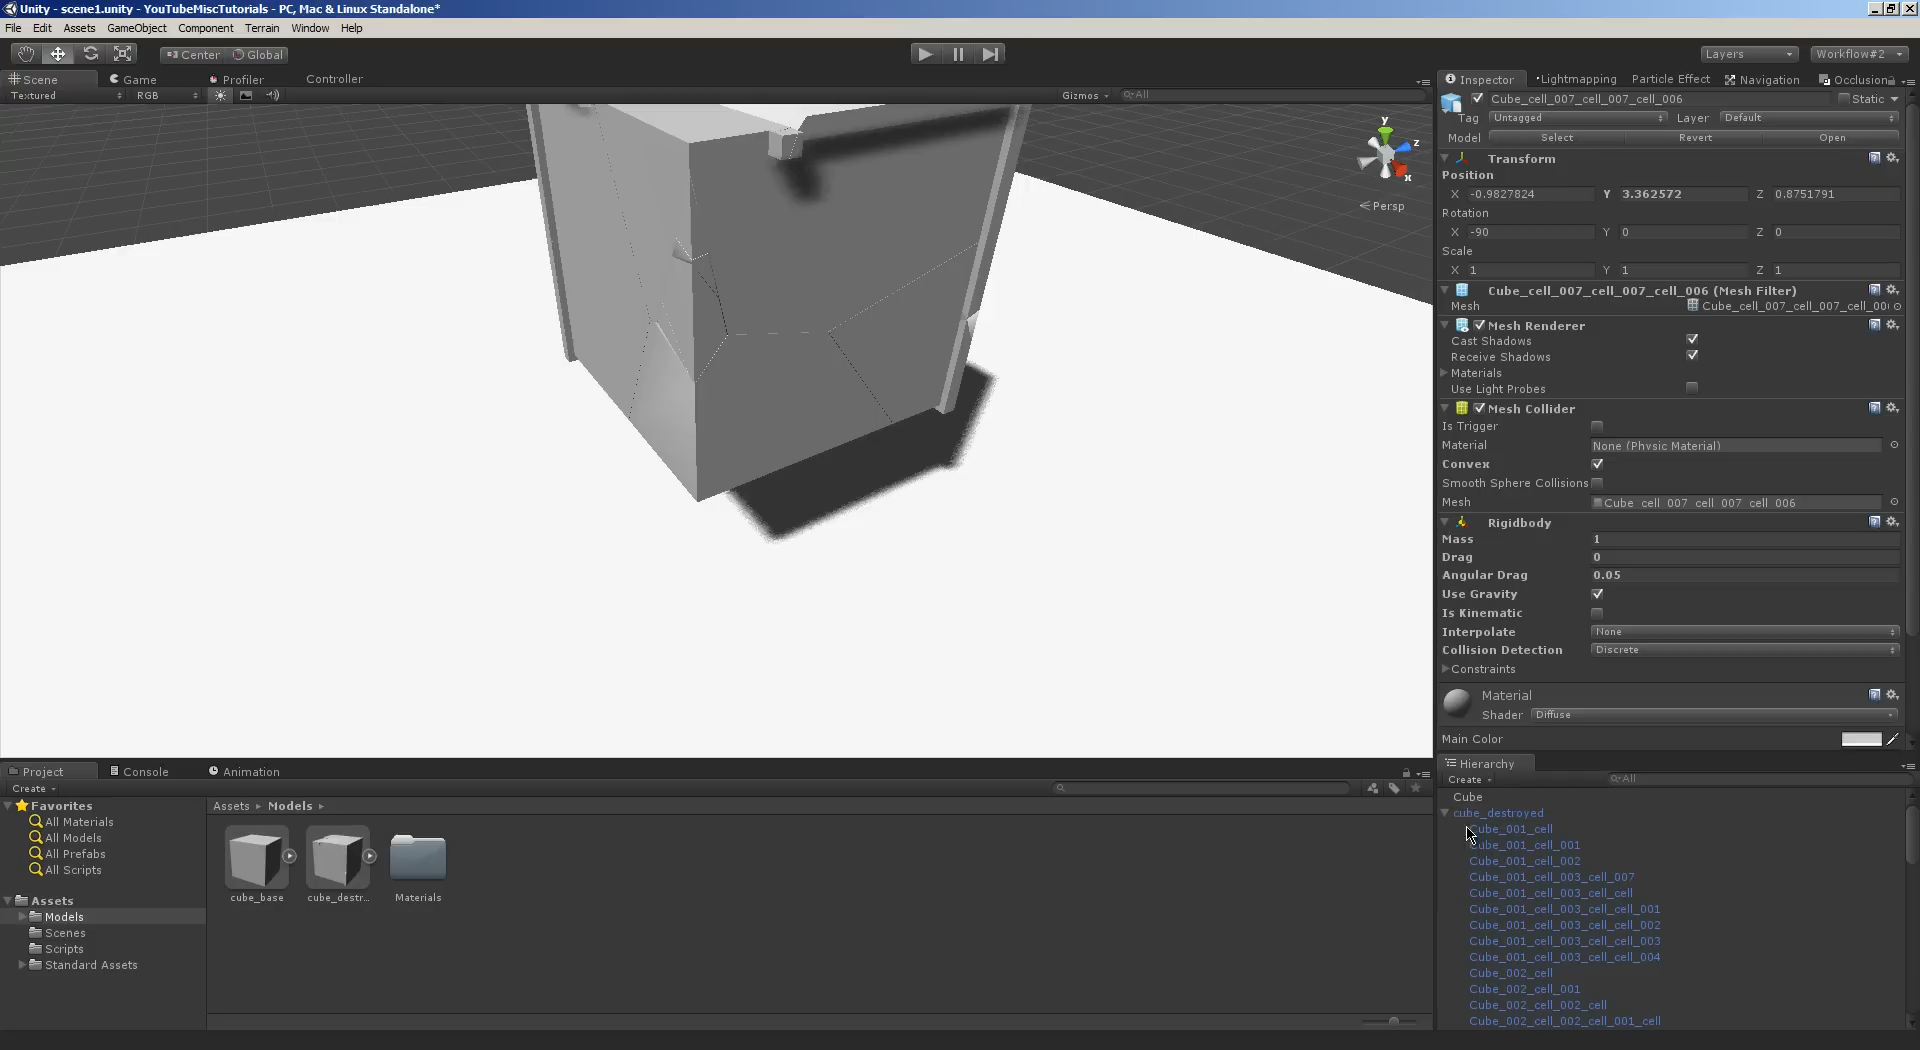 Unity - scene1.unity - YouTubeMiscTutorials - PC, Mac & Linux Standalone*
File Edit Assets GameObject Component Terrain Window Help
Center Global
Layers
Workflow#2
Scene Game Profiler Controller
Textured RGB
Gizmos All
y
z
x
Persp
Inspector Lightmapping Particle Effect Navigation Occlusion
Cube_cell_007_cell_007_cell_006 Static
Tag Untagged Layer Default
Model Select Revert Open
Transform
Position
X -0.9827824 Y 3.362572 Z 0.8751791
Rotation
X -90 Y 0 Z 0
Scale
X 1 Y 1 Z 1
Cube_cell_007_cell_007_cell_006 (Mesh Filter)
Mesh Cube_cell_007_cell_007_cell_00
Mesh Renderer
Cast Shadows
Receive Shadows
Materials
Use Light Probes
Mesh Collider
Is Trigger
Material None (Physic Material)
Convex
Smooth Sphere Collisions
Mesh Cube_cell_007_cell_007_cell_006
Rigidbody
Mass 1
Drag 0
Angular Drag 0.05
Use Gravity
Is Kinematic
Interpolate None
Collision Detection Discrete
Constraints
Material
Shader Diffuse
Main Color
Hierarchy
Create All
Cube
cube_destroyed
Cube_001_cell
Cube_001_cell_001
Cube_001_cell_002
Cube_001_cell_003_cell_007
Cube_001_cell_003_cell_cell
Cube_001_cell_003_cell_cell_001
Cube_001_cell_003_cell_cell_002
Cube_001_cell_003_cell_cell_003
Cube_001_cell_003_cell_cell_004
Cube_002_cell
Cube_002_cell_001
Cube_002_cell_002_cell
Cube_002_cell_002_cell_001_cell
Project Console Animation
Create
Favorites
All Materials
All Models
All Prefabs
All Scripts
Assets
Models
Scenes
Scripts
Standard Assets
Assets Models
cube_base cube_destr... Materials